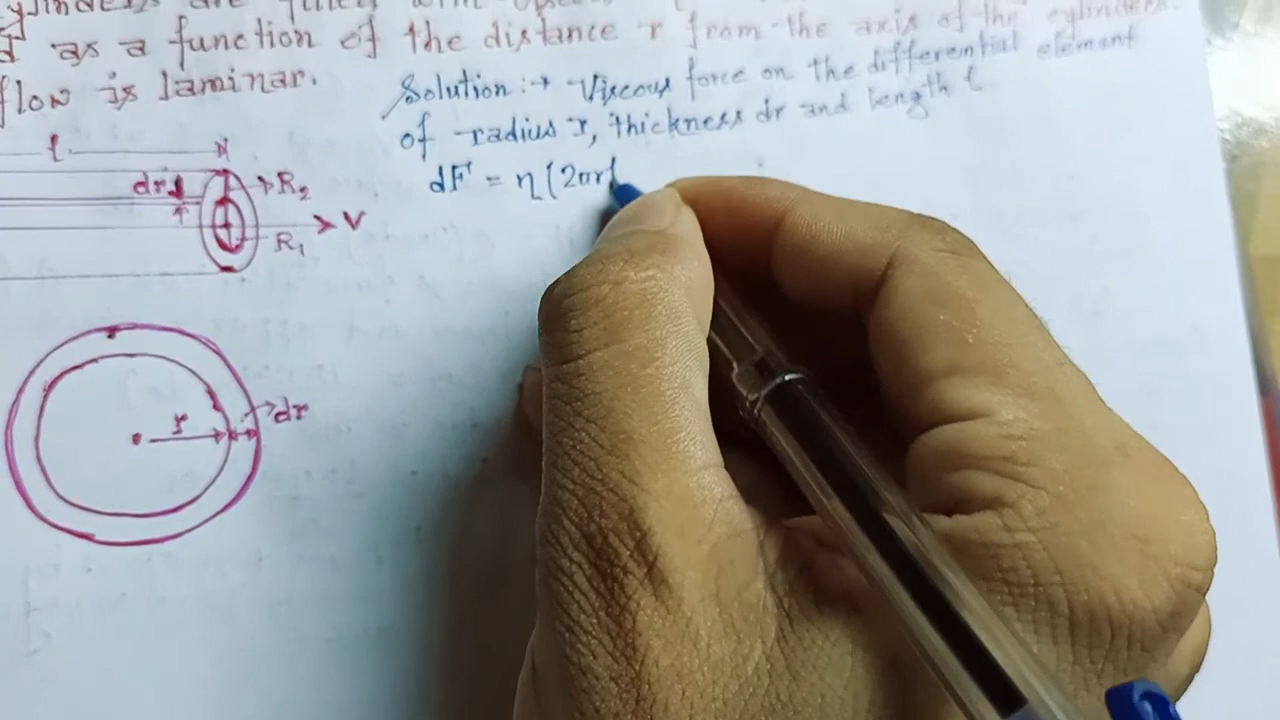 as a function of the distance r from the axis of the cylinders.
flow is laminar.
Solution :→ Viscous force on the differential element
of radius r, thickness dr and length l
dF = η(2πrl
l
dr
R₂
V
R₁
r
dr